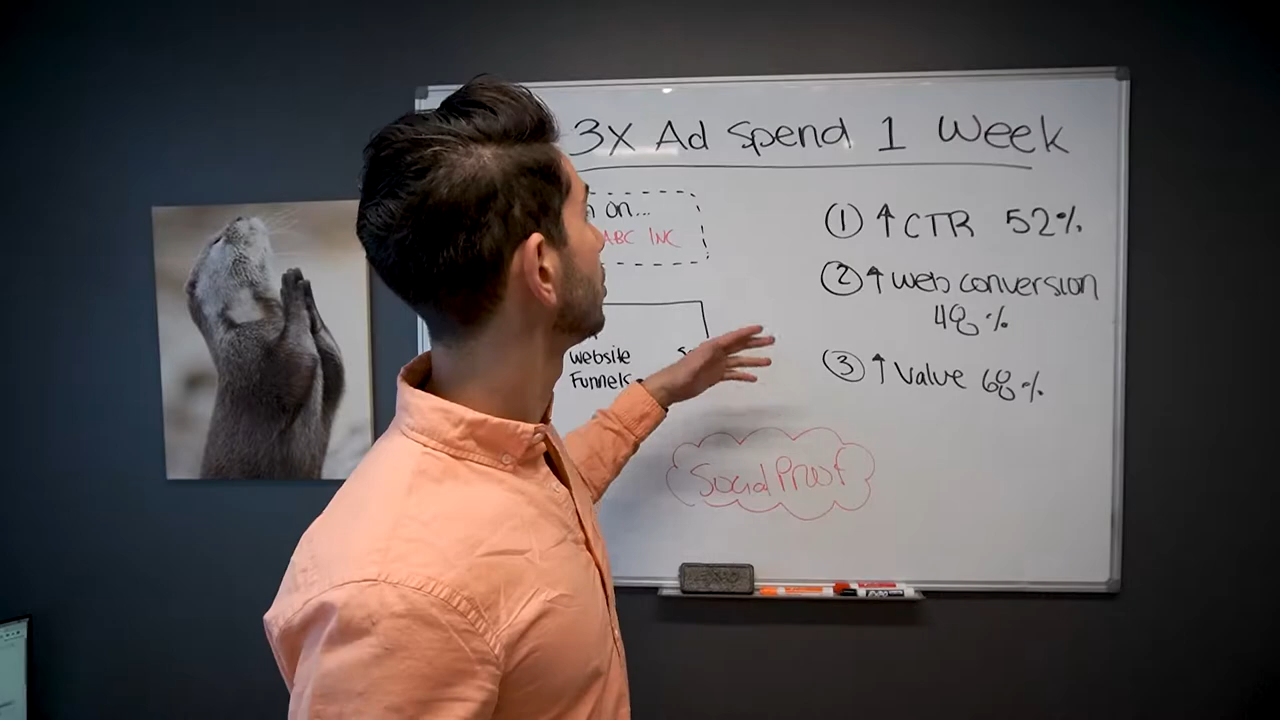 3X Ad Spend 1 Week
on...
ABC INC
website
Funnels
① ↑ CTR 52%
② ↑ web conversion
48%
③ ↑ Value 68%
Social Proof
EXPO